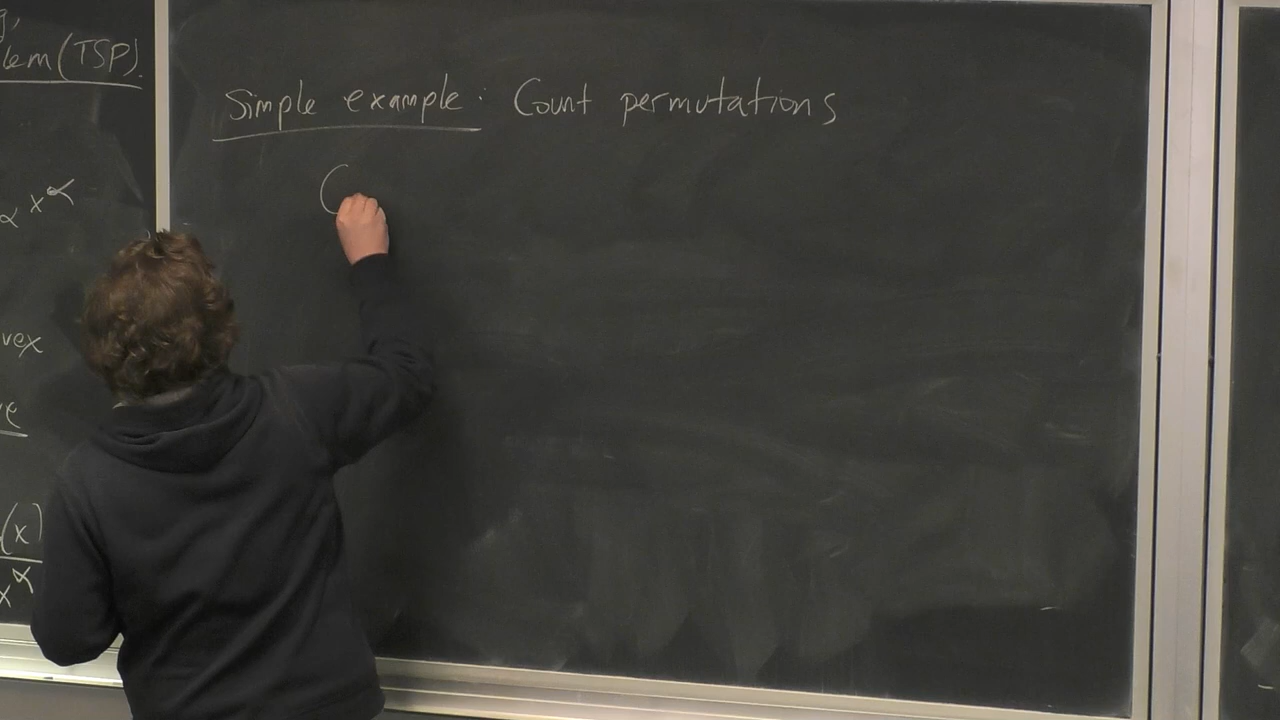 lem (TSP).
α x^α
vex
(x)
x^α
Simple example: Count permutations
(